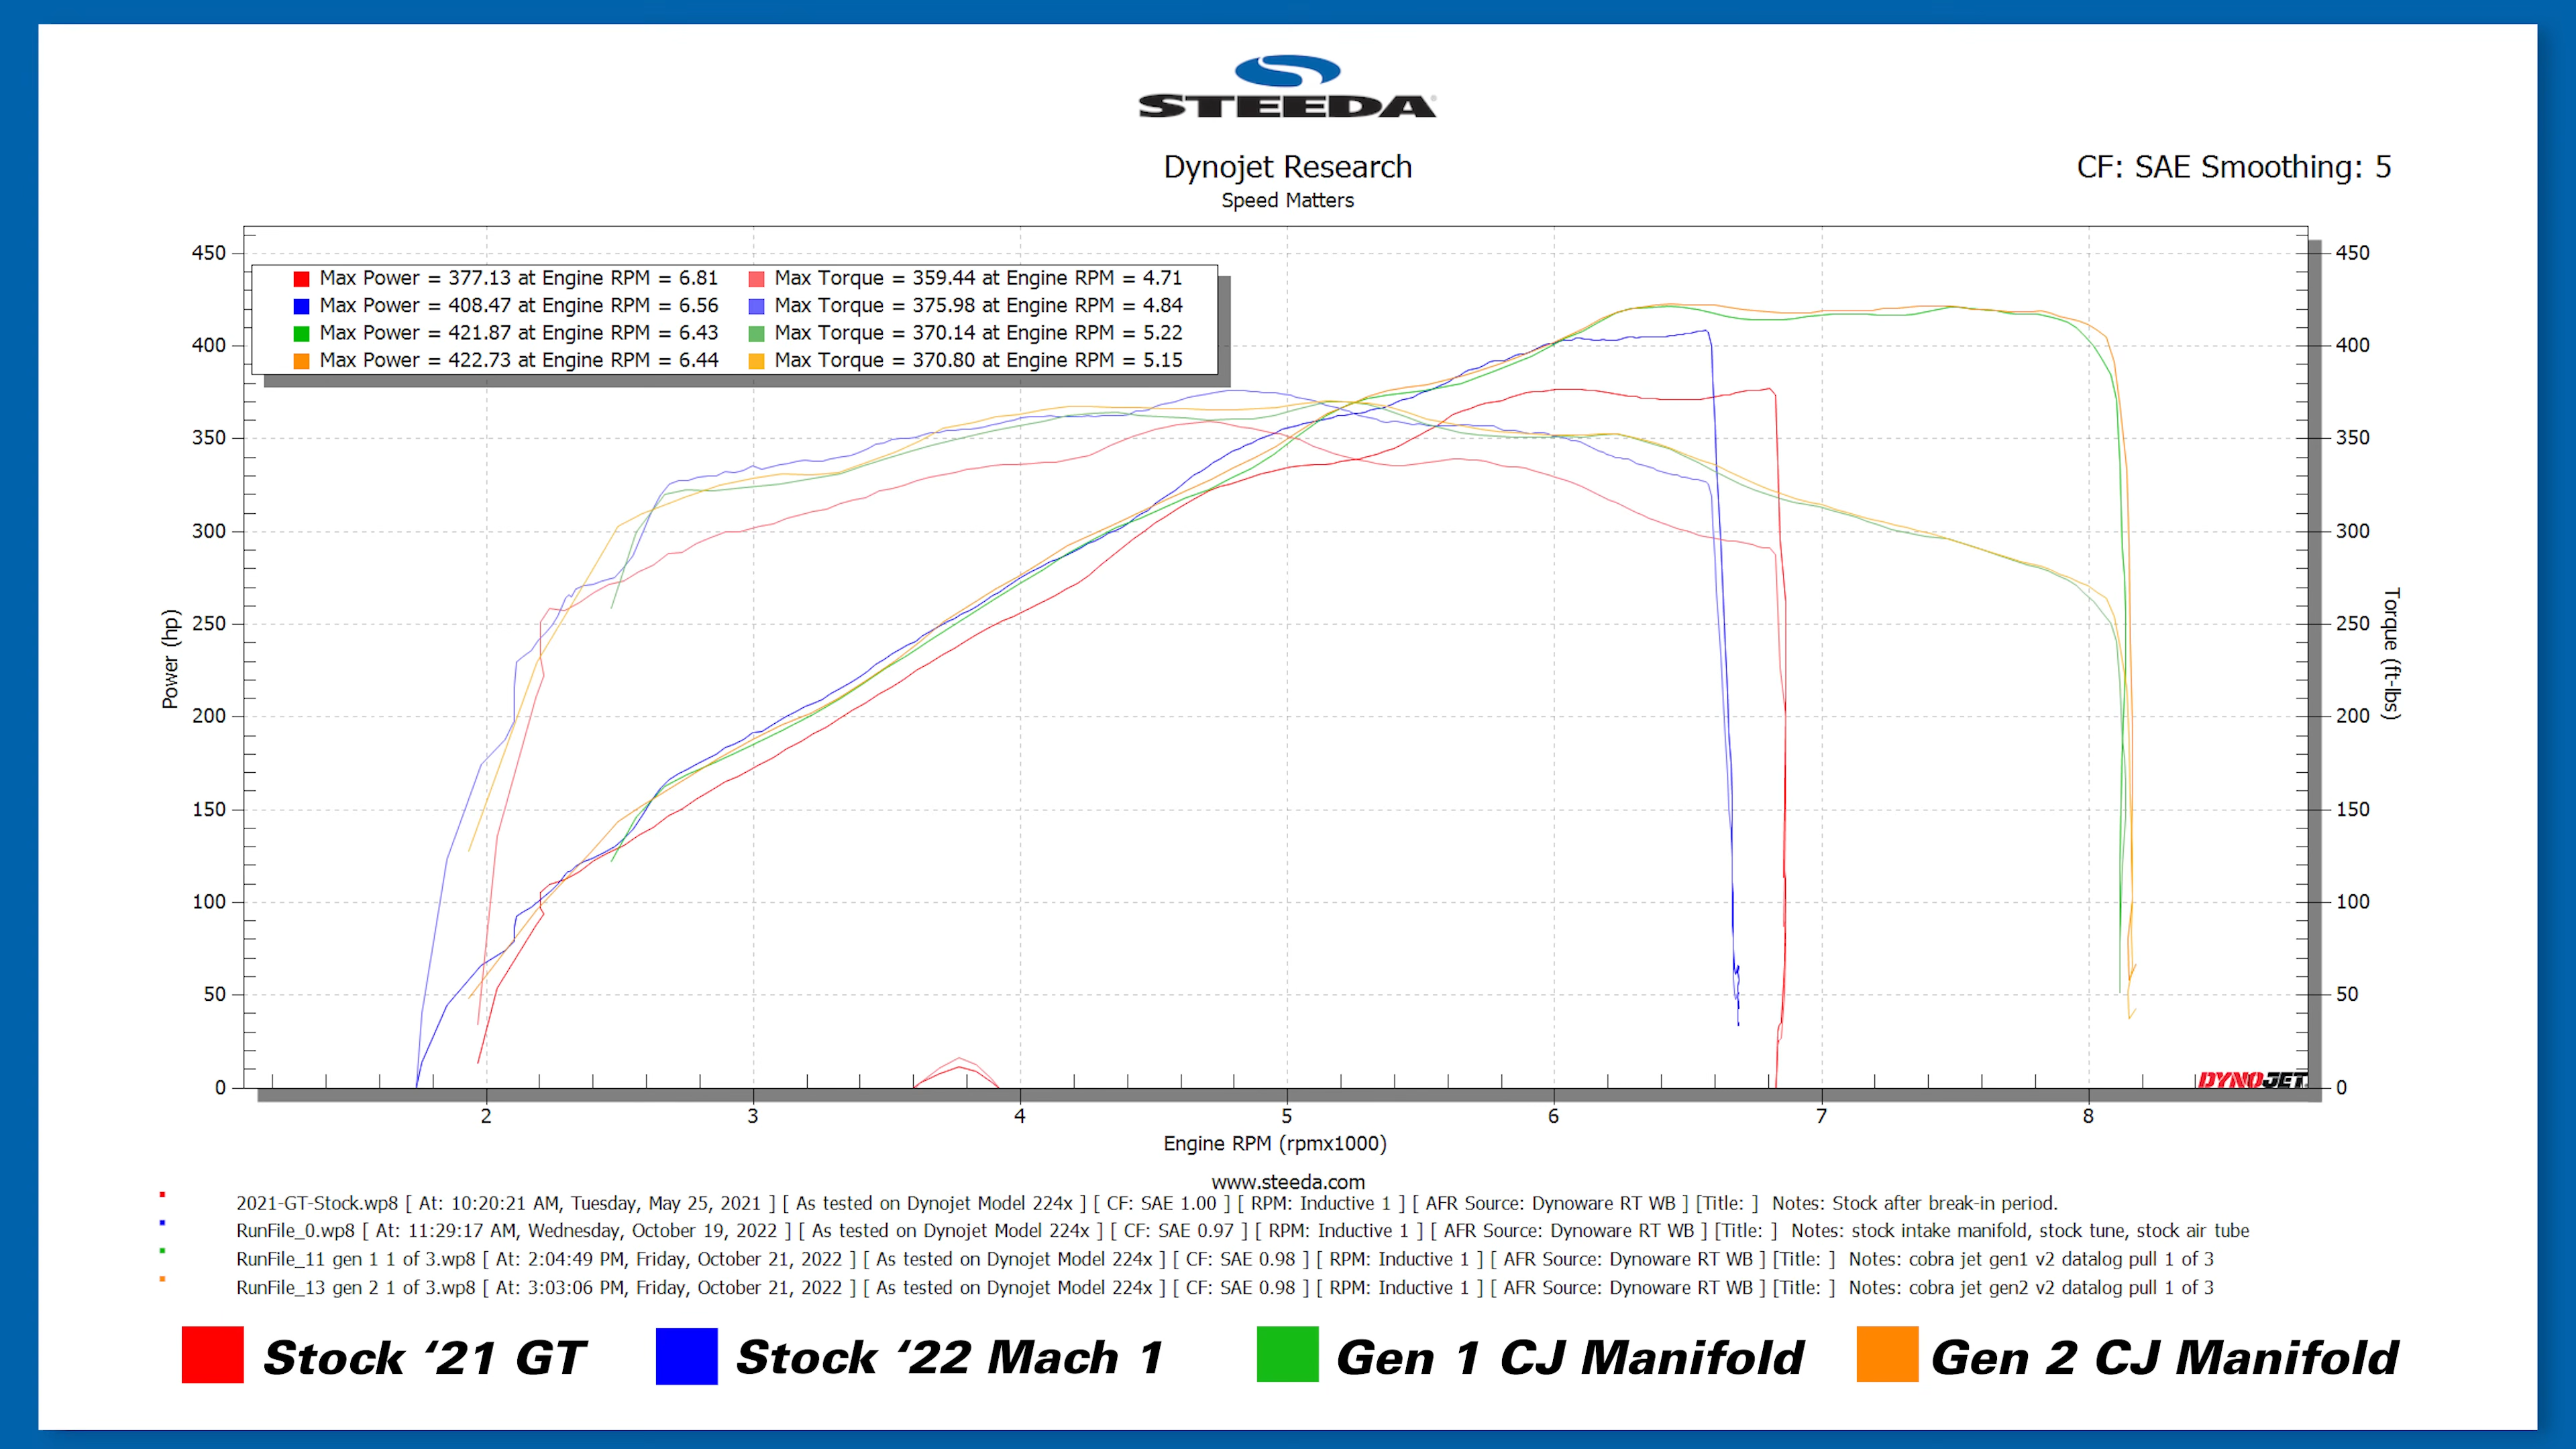 STEEDA
Dynojet Research
CF: SAE Smoothing: 5
Speed Matters
Max Power = 377.13 at Engine RPM = 6.81 Max Torque = 359.44 at Engine RPM = 4.71
Max Power = 408.47 at Engine RPM = 6.56 Max Torque = 375.98 at Engine RPM = 4.84
Max Power = 421.87 at Engine RPM = 6.43 Max Torque = 370.14 at Engine RPM = 5.22
Max Power = 422.73 at Engine RPM = 6.44 Max Torque = 370.80 at Engine RPM = 5.15
Power (hp)
450
400
350
300
250
200
150
100
50
0
450
400
350
300
250
200
150
100
50
0
Torque (ft-lbs)
DYNOJET
2 3 4 5 6 7 8
Engine RPM (rpmx1000)
www.steeda.com
2021-GT-Stock.wp8 [ At: 10:20:21 AM, Tuesday, May 25, 2021 ] [ As tested on Dynojet Model 224x ] [ CF: SAE 1.00 ] [ RPM: Inductive 1 ] [ AFR Source: Dynoware RT WB ] [Title: ] Notes: Stock after break-in period.
RunFile_0.wp8 [ At: 11:29:17 AM, Wednesday, October 19, 2022 ] [ As tested on Dynojet Model 224x ] [ CF: SAE 0.97 ] [ RPM: Inductive 1 ] [ AFR Source: Dynoware RT WB ] [Title: ] Notes: stock intake manifold, stock tune, stock air tube
RunFile_11 gen 1 1 of 3.wp8 [ At: 2:04:49 PM, Friday, October 21, 2022 ] [ As tested on Dynojet Model 224x ] [ CF: SAE 0.98 ] [ RPM: Inductive 1 ] [ AFR Source: Dynoware RT WB ] [Title: ] Notes: cobra jet gen1 v2 datalog pull 1 of 3
RunFile_13 gen 2 1 of 3.wp8 [ At: 3:03:06 PM, Friday, October 21, 2022 ] [ As tested on Dynojet Model 224x ] [ CF: SAE 0.98 ] [ RPM: Inductive 1 ] [ AFR Source: Dynoware RT WB ] [Title: ] Notes: cobra jet gen2 v2 datalog pull 1 of 3
Stock ‘21 GT Stock ‘22 Mach 1 Gen 1 CJ Manifold Gen 2 CJ Manifold